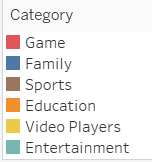 Category
Game
Family
Sports
Education
Video Players
Entertainment